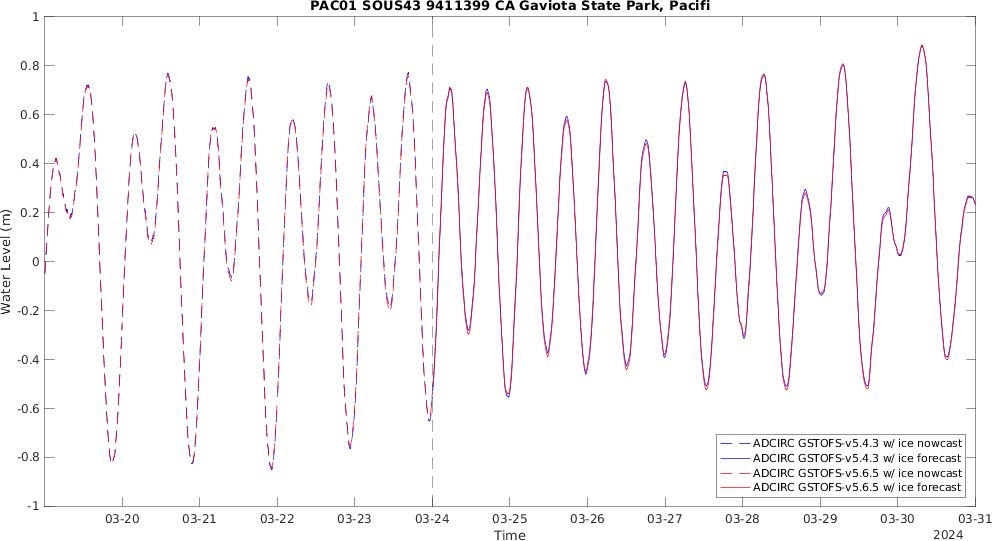 PAC01 SOUS43 9411399 CA Gaviota State Park, Pacifi
Water Level (m)
1
0.8
0.6
0.4
0.2
0
-0.2
-0.4
-0.6
-0.8
-1
ADCIRC GSTOFS-v5.4.3 w/ ice nowcast
ADCIRC GSTOFS-v5.4.3 w/ ice forecast
ADCIRC GSTOFS-v5.6.5 w/ ice nowcast
ADCIRC GSTOFS-v5.6.5 w/ ice forecast
03-20 03-21 03-22 03-23 03-24 03-25 03-26 03-27 03-28 03-29 03-30 03-31
Time
2024